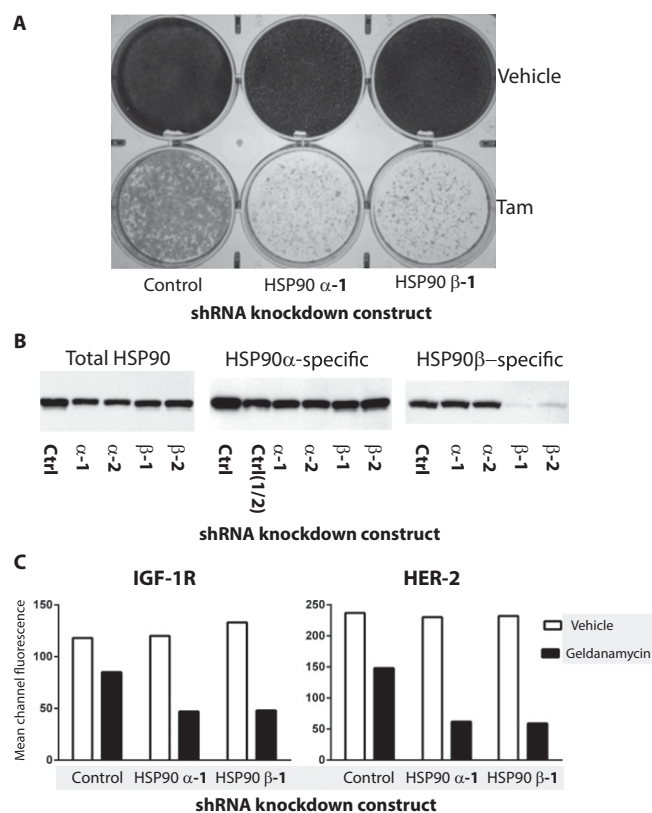 A
Vehicle
Tam
Control HSP90 α-1 HSP90 β-1
shRNA knockdown construct
B
Total HSP90 HSP90α-specific HSP90β–specific
Ctrl α-1 α-2 β-1 β-2 Ctrl Ctrl(1/2) α-1 α-2 β-1 β-2 Ctrl α-1 α-2 β-1 β-2
shRNA knockdown construct
C
IGF-1R HER-2
Mean channel fluorescence
150
100
50
0
250
200
150
100
50
0
Vehicle
Geldanamycin
Control HSP90 α-1 HSP90 β-1 Control HSP90 α-1 HSP90 β-1
shRNA knockdown construct